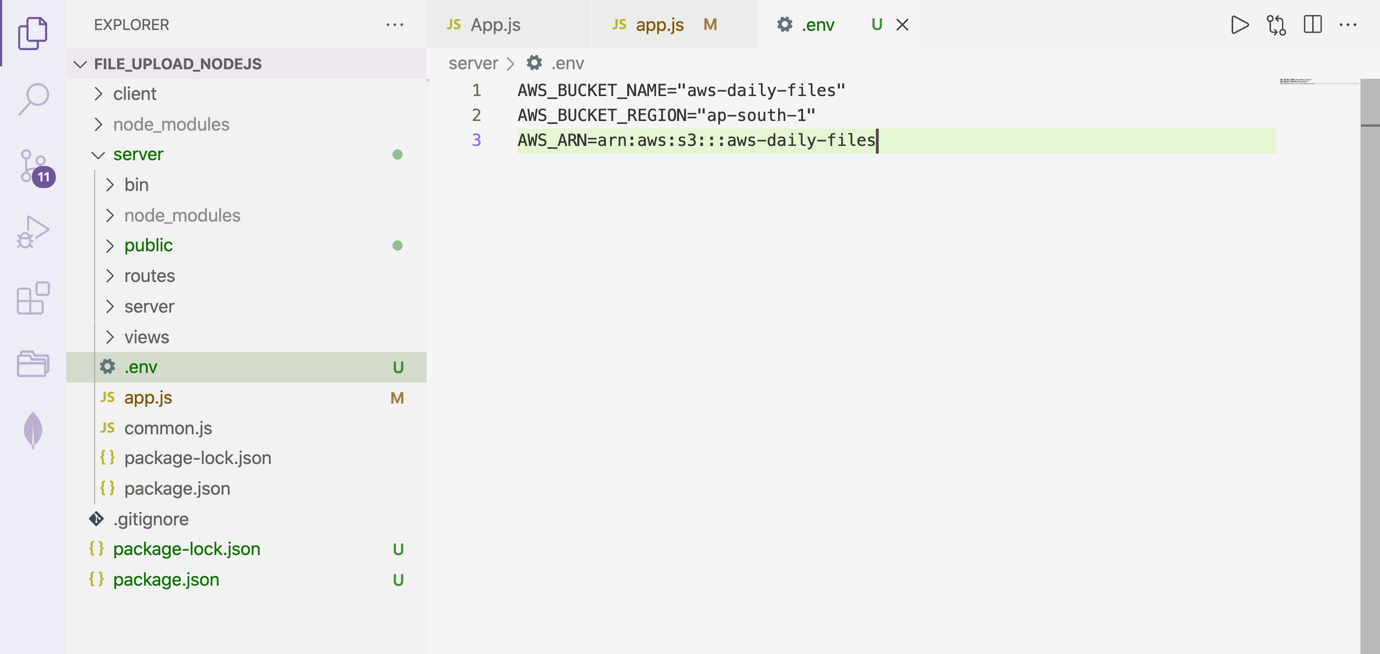 EXPLORER
FILE_UPLOAD_NODEJS
client
node_modules
server
bin
node_modules
public
routes
server
views
.env U
JS app.js M
JS common.js
{} package-lock.json
{} package.json
.gitignore
{} package-lock.json U
{} package.json U
11
JS App.js
JS app.js M
.env U
server > .env
1 AWS_BUCKET_NAME="aws-daily-files"
2 AWS_BUCKET_REGION="ap-south-1"
3 AWS_ARN=arn:aws:s3:::aws-daily-files